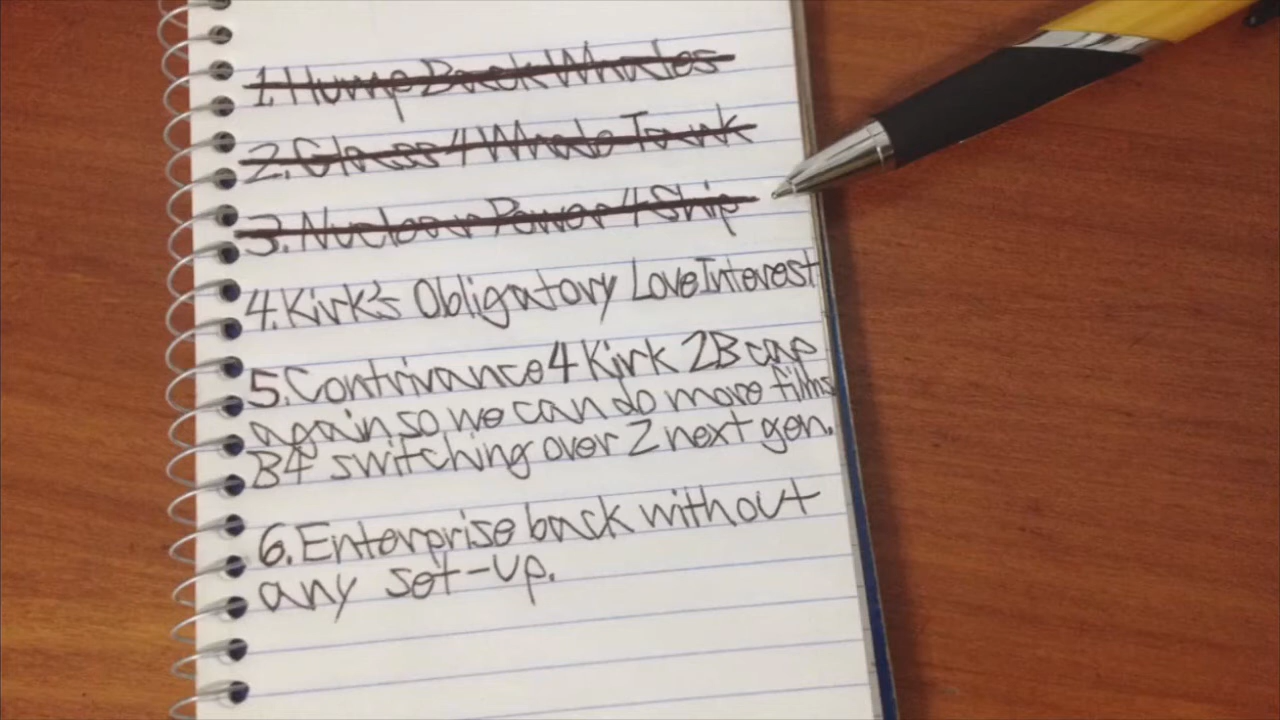 1. Hump Back Whales
2. Glass 4 Whale Tank
3. Nuclear Power 4 Ship
4. Kirk's Obligatory Love Interest
5. Contrivance 4 Kirk 2B cap
again so we can do more films
B4 switching over 2 next gen.
6. Enterprise back without
any set-up.